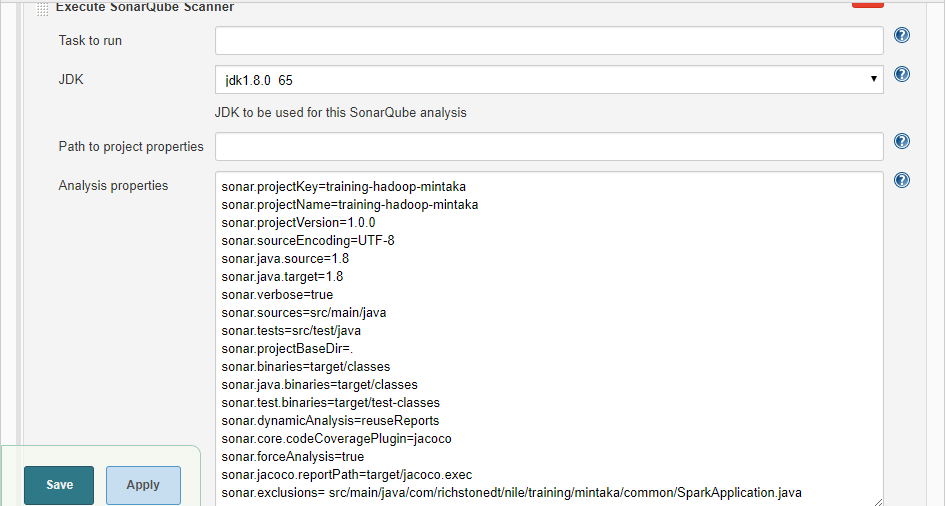 Execute SonarQube Scanner
Task to run
JDK
jdk1.8.0 65
JDK to be used for this SonarQube analysis
Path to project properties
Analysis properties
sonar.projectKey=training-hadoop-mintaka
sonar.projectName=training-hadoop-mintaka
sonar.projectVersion=1.0.0
sonar.sourceEncoding=UTF-8
sonar.java.source=1.8
sonar.java.target=1.8
sonar.verbose=true
sonar.sources=src/main/java
sonar.tests=src/test/java
sonar.projectBaseDir=.
sonar.binaries=target/classes
sonar.java.binaries=target/classes
sonar.test.binaries=target/test-classes
sonar.dynamicAnalysis=reuseReports
sonar.core.codeCoveragePlugin=jacoco
sonar.forceAnalysis=true
sonar.jacoco.reportPath=target/jacoco.exec
sonar.exclusions= src/main/java/com/richstonedt/nile/training/mintaka/common/SparkApplication.java
Save
Apply